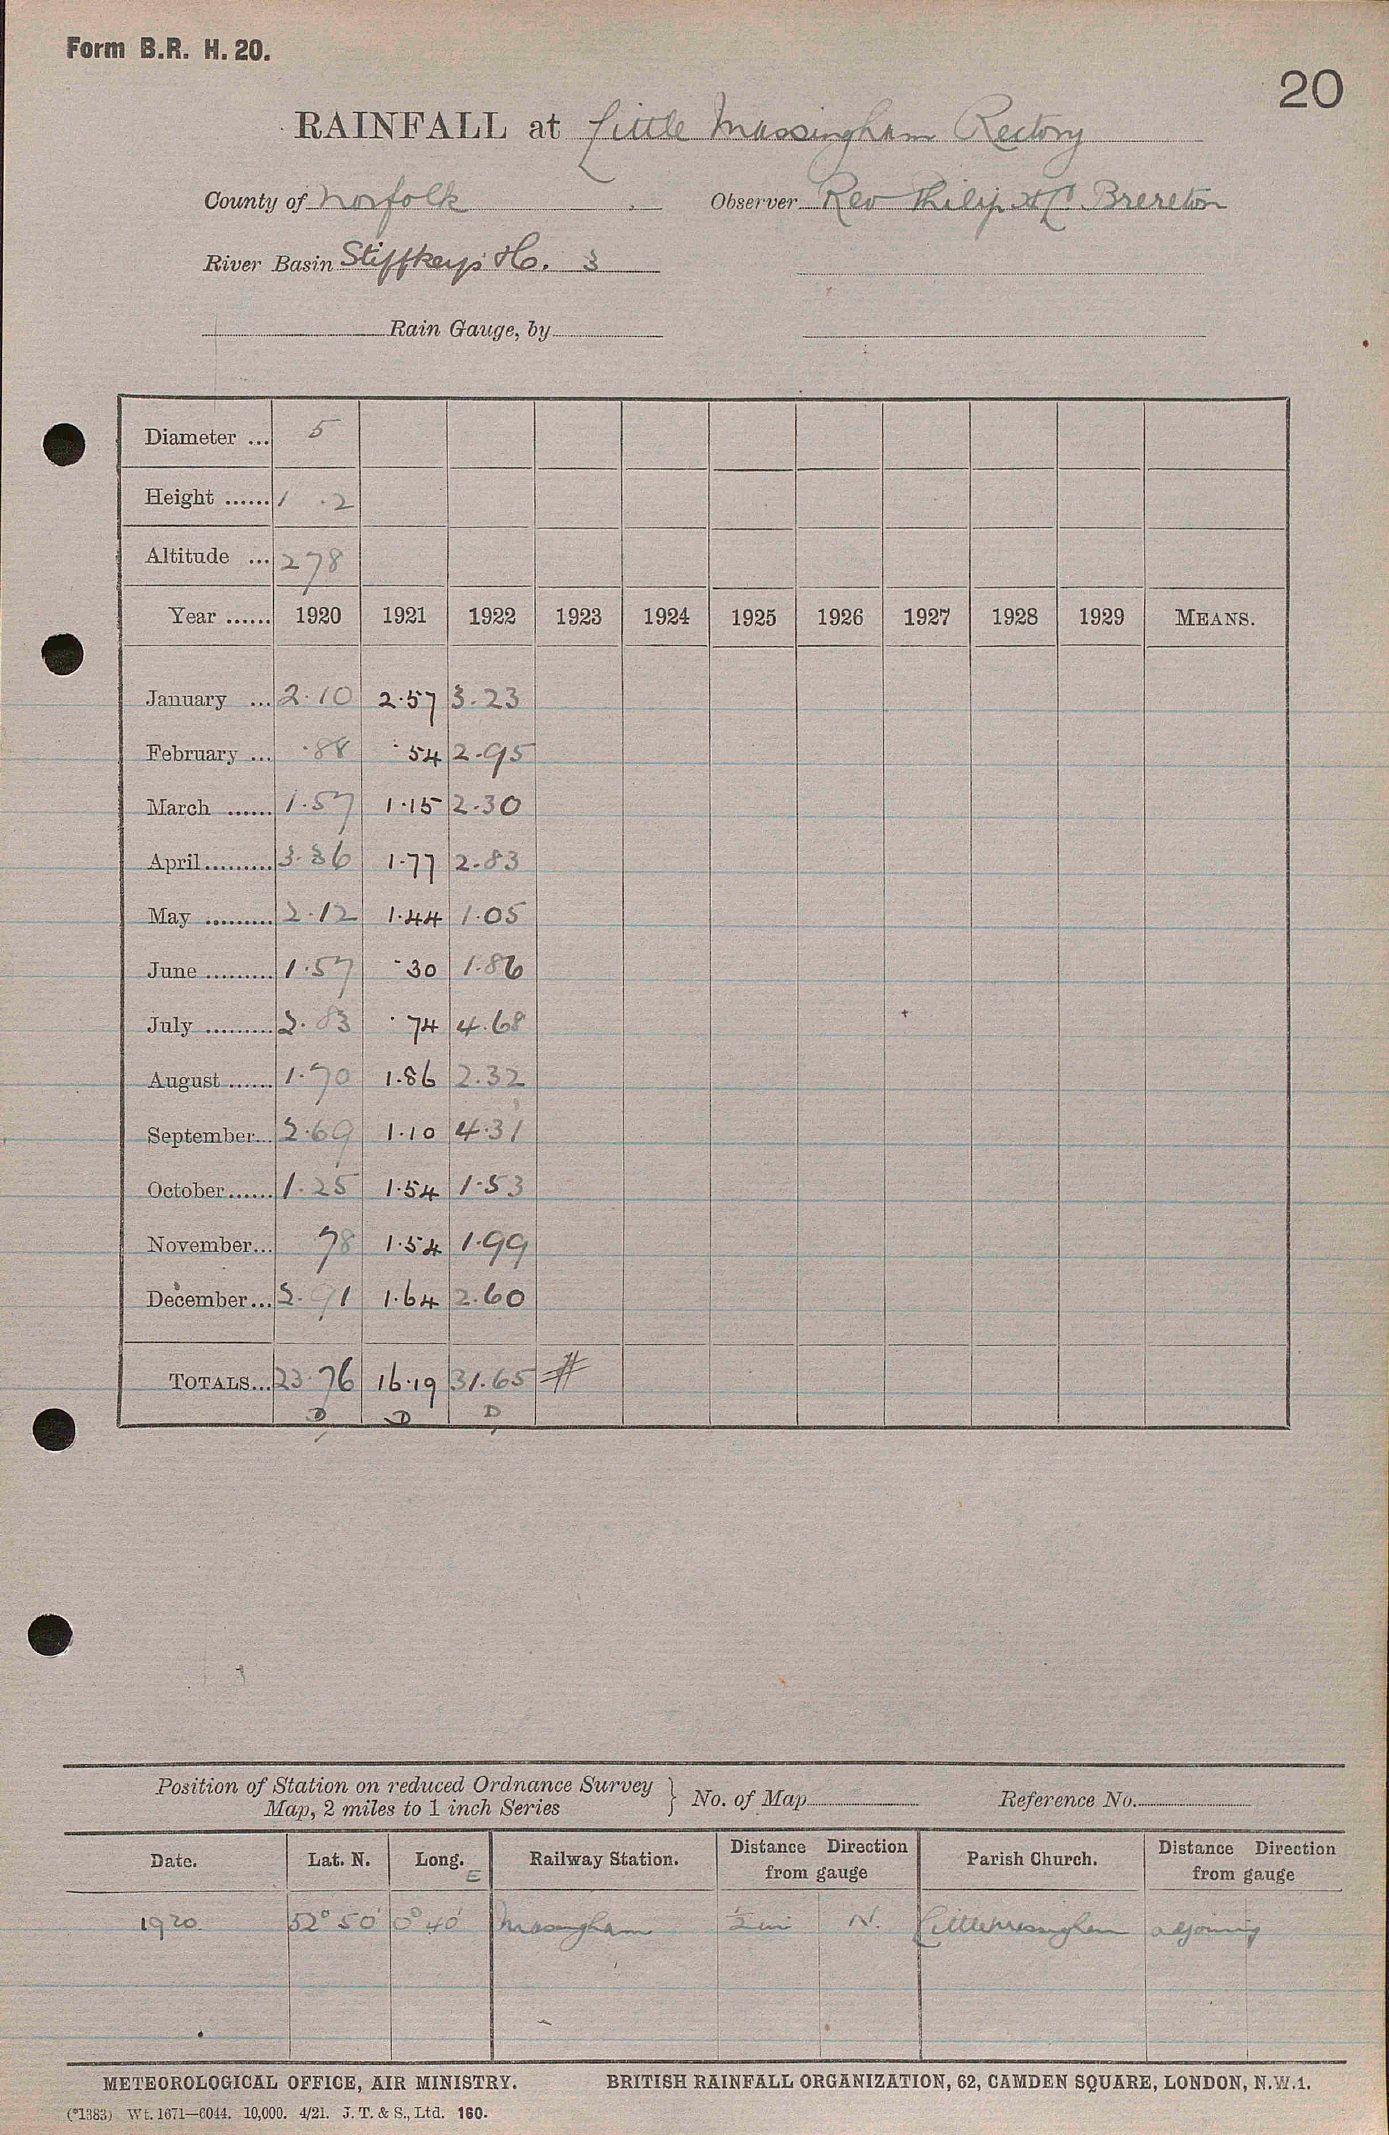 Form B.R. H. 20.
20
RAINFALL at Little Massingham Rectory
County of Norfolk Observer Rev Philip A C. Brereton
River Basin Stiffkey &c. 3
Rain Gauge, by
Diameter ... 5
Height ...... 1 .2
Altitude ... 278
Year ...... 1920 1921 1922 1923 1924 1925 1926 1927 1928 1929 MEANS.
January ... 2.10 2.57 3.23
February ... .88 .54 2.95
March ...... 1.57 1.15 2.30
April ......... 3.36 1.77 2.83
May ......... 2.12 1.44 1.05
June ......... 1.57 .30 1.86
July ......... 2.83 .74 4.68
August ...... 1.70 1.86 2.32
September... 2.69 1.10 4.31
October...... 1.25 1.54 1.53
November... 78 1.54 1.99
December... 2.91 1.64 2.60
TOTALS... 23.76 16.19 31.65 #
D D D
Position of Station on reduced Ordnance Survey
Map, 2 miles to 1 inch Series } No. of Map Reference No.
Date. Lat. N. Long. E Railway Station. Distance Direction from gauge Parish Church. Distance Direction from gauge
1920. 52° 50' 0° 40' Massingham ½ mi N. Little Massingham adjoining
METEOROLOGICAL OFFICE, AIR MINISTRY. BRITISH RAINFALL ORGANIZATION, 62, CAMDEN SQUARE, LONDON, N.W.1.
(*1383) Wt. 1671—6044. 10,000. 4/21. J. T. & S., Ltd. 160.